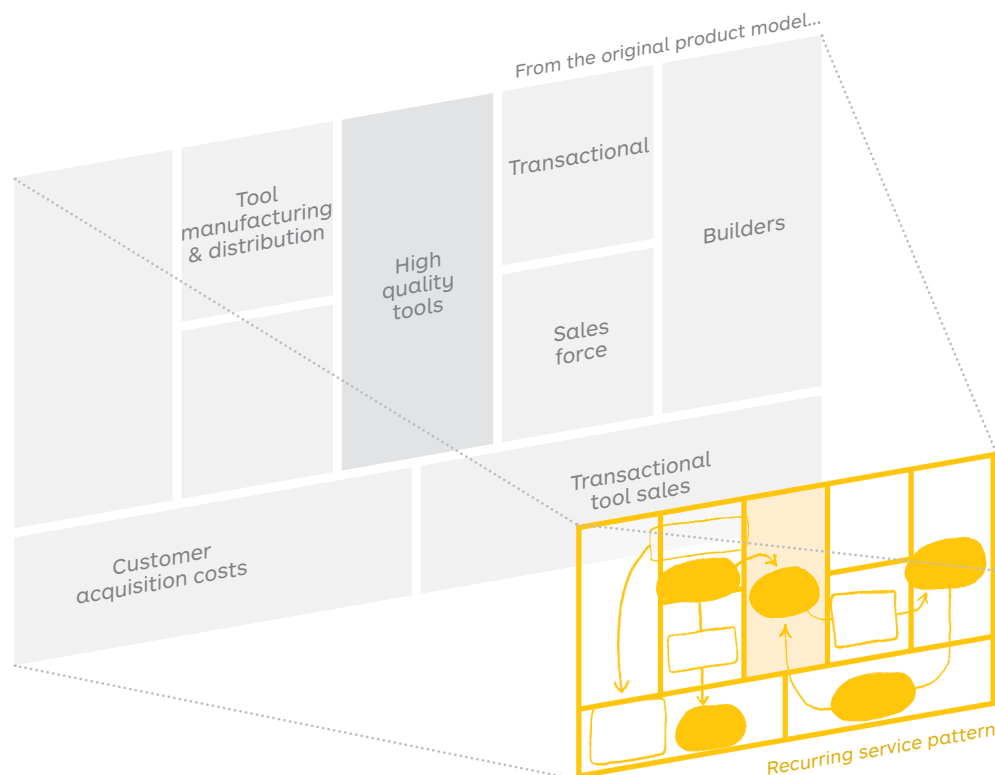 From the original product model...
Tool
manufacturing
& distribution
High
quality
tools
Transactional
Sales
force
Builders
Customer
acquisition costs
Transactional
tool sales
Recurring service pattern